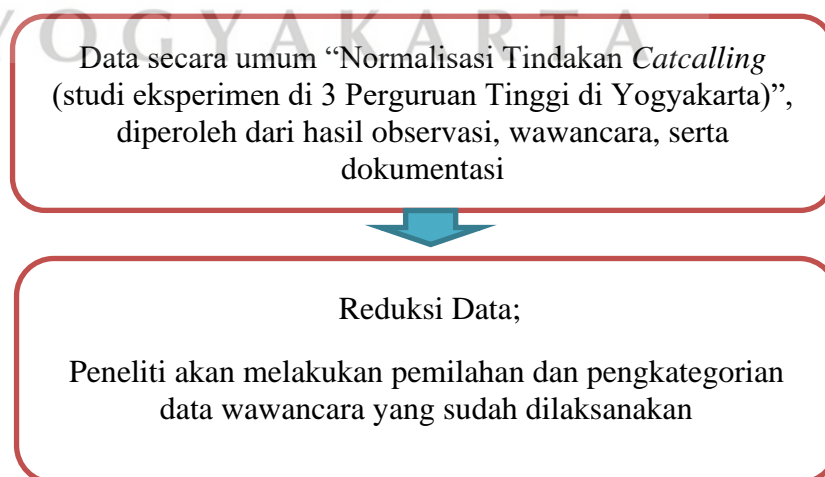 YOGYAKARTA
Data secara umum “Normalisasi Tindakan Catcalling
(studi eksperimen di 3 Perguruan Tinggi di Yogyakarta)”,
diperoleh dari hasil observasi, wawancara, serta
dokumentasi
Reduksi Data;
Peneliti akan melakukan pemilahan dan pengkategorian
data wawancara yang sudah dilaksanakan